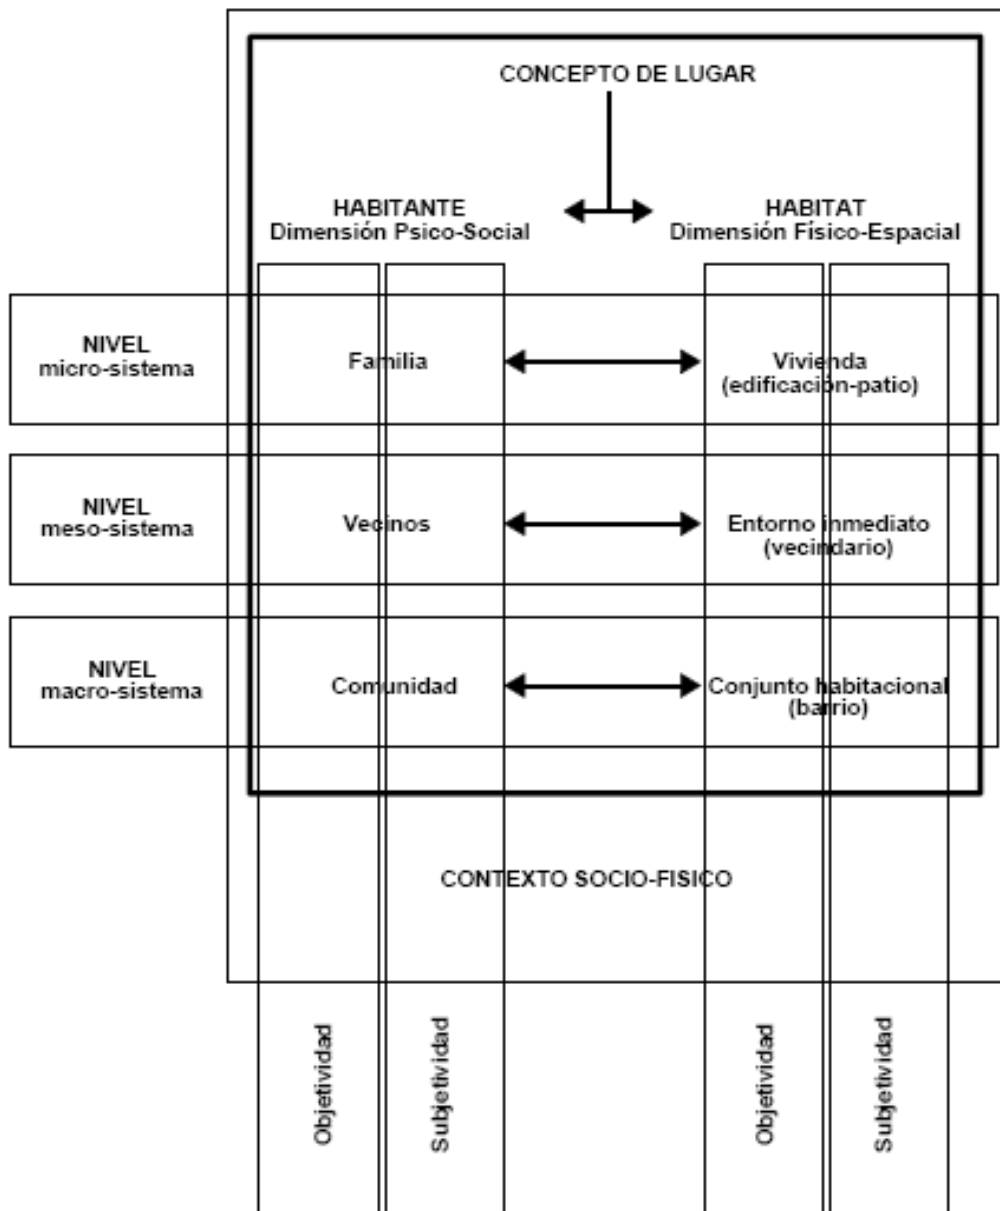 CONCEPTO DE LUGAR
HABITANTE
Dimensión Psico-Social
HABITAT
Dimensión Físico-Espacial
NIVEL
micro-sistema
Familia
Vivienda
(edificación-patio)
NIVEL
meso-sistema
Vecinos
Entorno inmediato
(vecindario)
NIVEL
macro-sistema
Comunidad
Conjunto habitacional
(barrio)
CONTEXTO SOCIO-FISICO
Objetividad
Subjetividad
Objetividad
Subjetividad